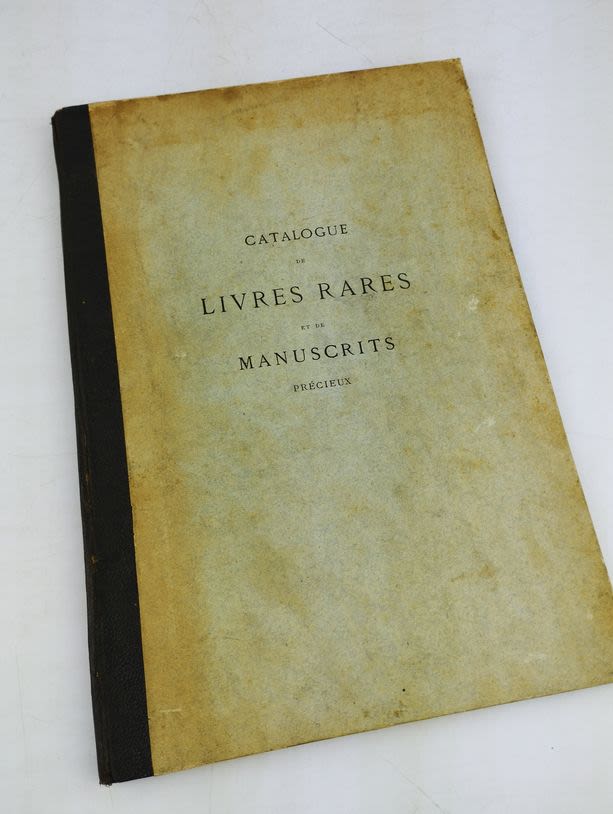 CATALOGUE
DE
LIVRES RARES
ET DE
MANUSCRITS
PRÉCIEUX